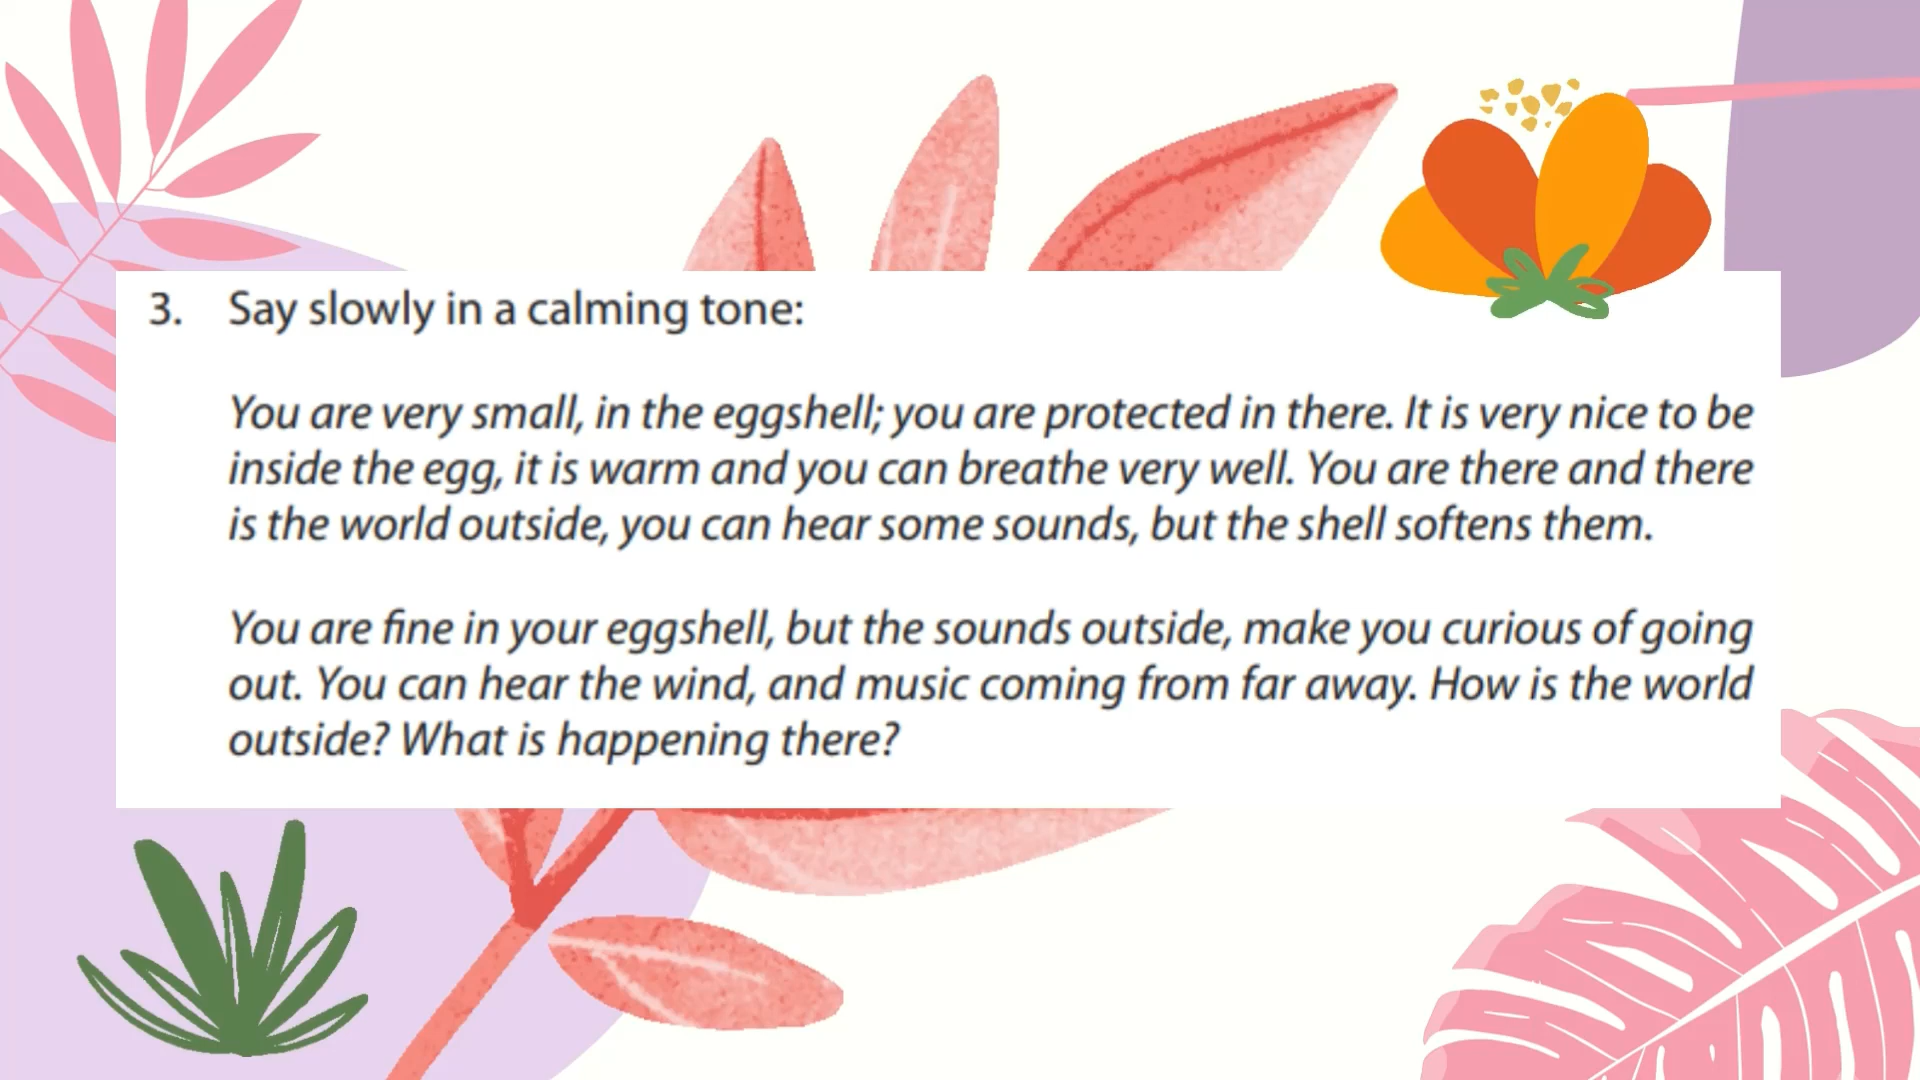 3. Say slowly in a calming tone:
You are very small, in the eggshell; you are protected in there. It is very nice to be
inside the egg, it is warm and you can breathe very well. You are there and there
is the world outside, you can hear some sounds, but the shell softens them.
You are fine in your eggshell, but the sounds outside, make you curious of going
out. You can hear the wind, and music coming from far away. How is the world
outside? What is happening there?